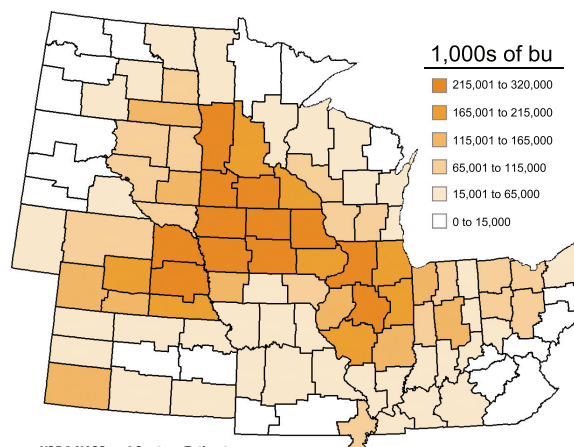 1,000s of bu
215,001 to 320,000
165,001 to 215,000
115,001 to 165,000
65,001 to 115,000
15,001 to 65,000
0 to 15,000